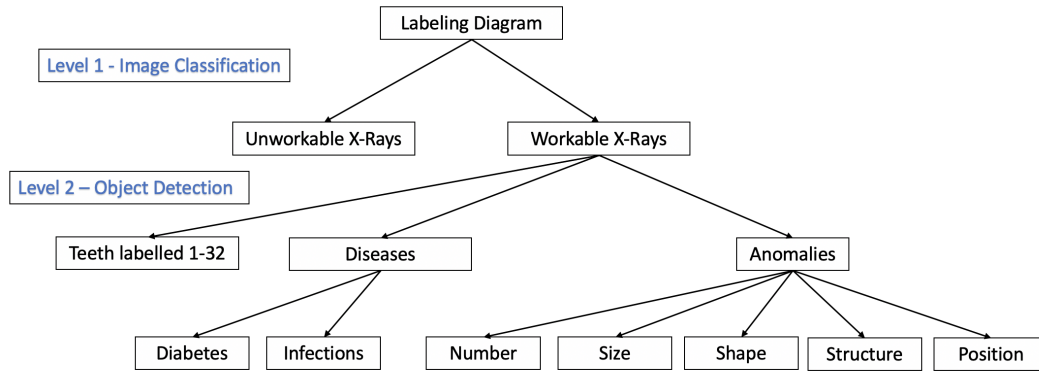 Labeling Diagram
Level 1 - Image Classification
Unworkable X-Rays
Workable X-Rays
Level 2 – Object Detection
Teeth labelled 1-32
Diseases
Anomalies
Diabetes
Infections
Number
Size
Shape
Structure
Position